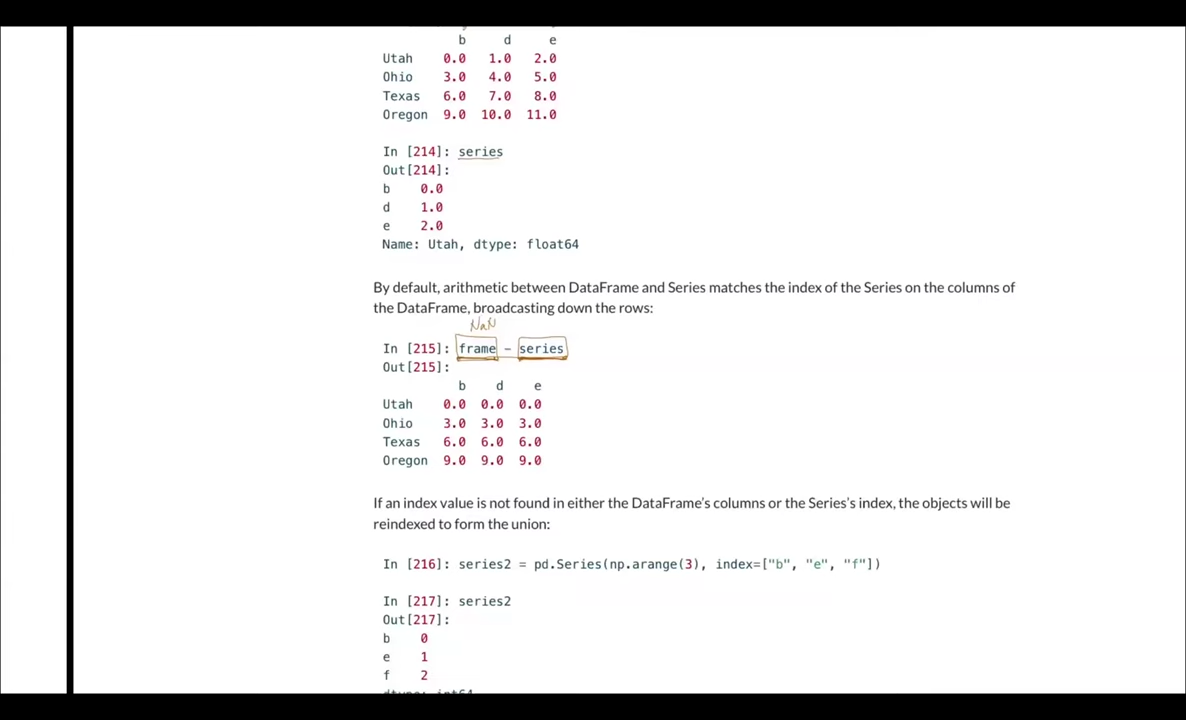 b d e
Utah 0.0 1.0 2.0
Ohio 3.0 4.0 5.0
Texas 6.0 7.0 8.0
Oregon 9.0 10.0 11.0
In [214]: series
Out[214]:
b 0.0
d 1.0
e 2.0
Name: Utah, dtype: float64
By default, arithmetic between DataFrame and Series matches the index of the Series on the columns of
the DataFrame, broadcasting down the rows:
NaN
In [215]: frame - series
Out[215]:
b d e
Utah 0.0 0.0 0.0
Ohio 3.0 3.0 3.0
Texas 6.0 6.0 6.0
Oregon 9.0 9.0 9.0
If an index value is not found in either the DataFrame's columns or the Series's index, the objects will be
reindexed to form the union:
In [216]: series2 = pd.Series(np.arange(3), index=["b", "e", "f"])
In [217]: series2
Out[217]:
b 0
e 1
f 2
dtype: int64